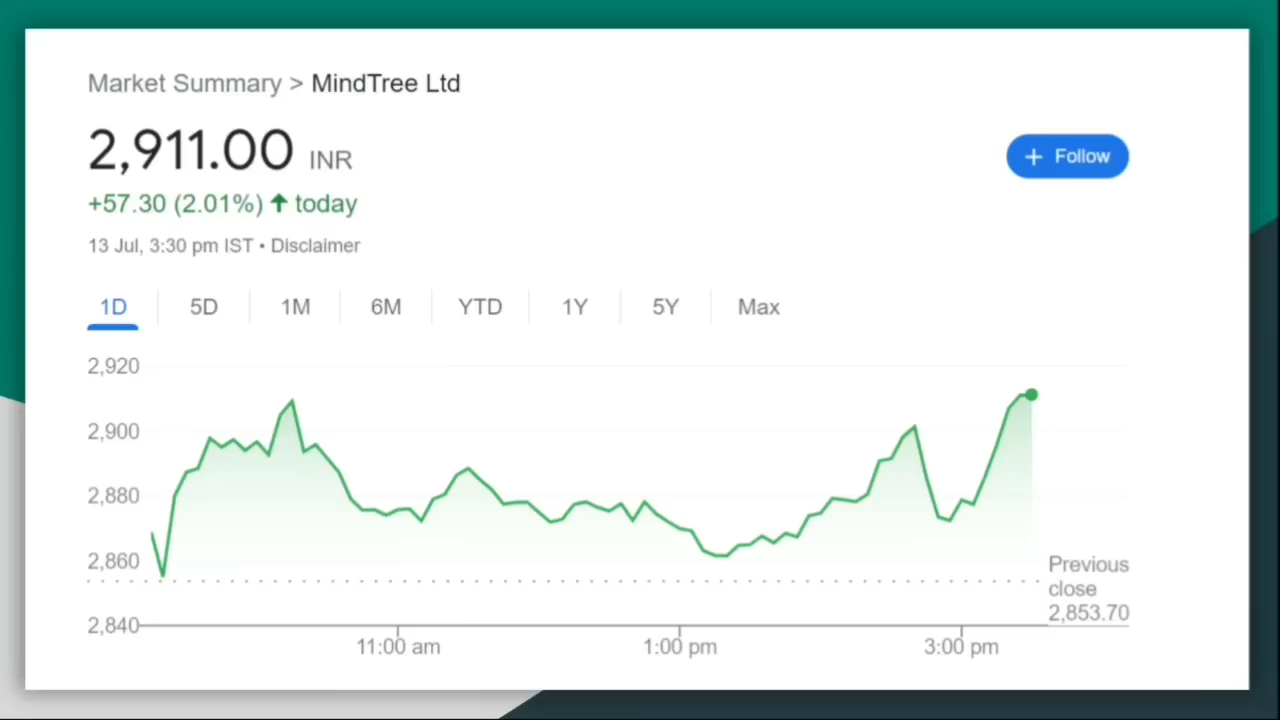 Market Summary > MindTree Ltd
2,911.00 INR
+ Follow
+57.30 (2.01%) ↑ today
13 Jul, 3:30 pm IST • Disclaimer
1D 5D 1M 6M YTD 1Y 5Y Max
2,920
2,900
2,880
2,860
2,840
Previous
close
2,853.70
11:00 am 1:00 pm 3:00 pm